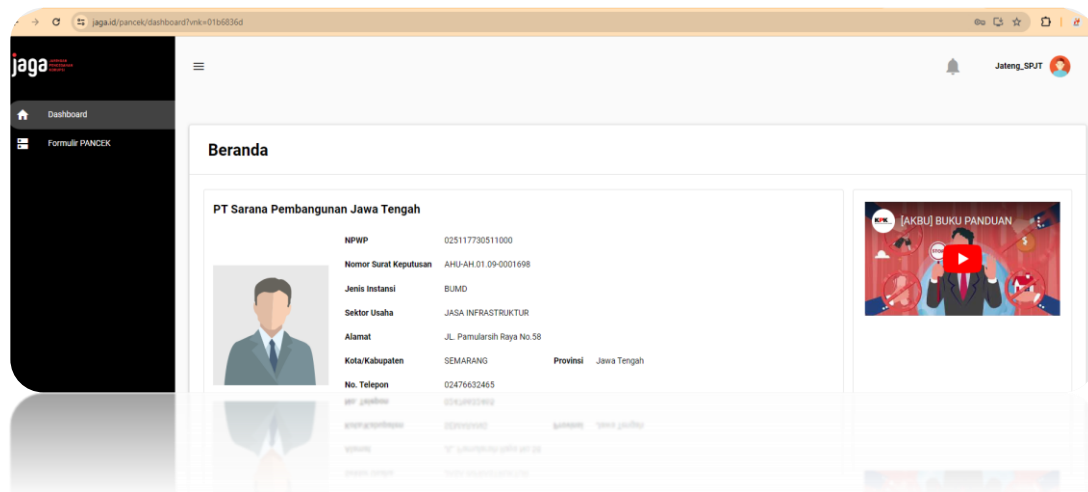 jaga.id/pancek/dashboard?vnk=01b6836d
jaga
Jateng_SPJT
Dashboard
Formulir PANCEK
Beranda
PT Sarana Pembangunan Jawa Tengah
NPWP 025117730511000
Nomor Surat Keputusan AHU-AH.01.09-0001698
Jenis Instansi BUMD
Sektor Usaha JASA INFRASTRUKTUR
Alamat JL. Pamularsih Raya No.58
Kota/Kabupaten SEMARANG Provinsi Jawa Tengah
No. Telepon 02476632465
KPK [AKBU] BUKU PANDUAN